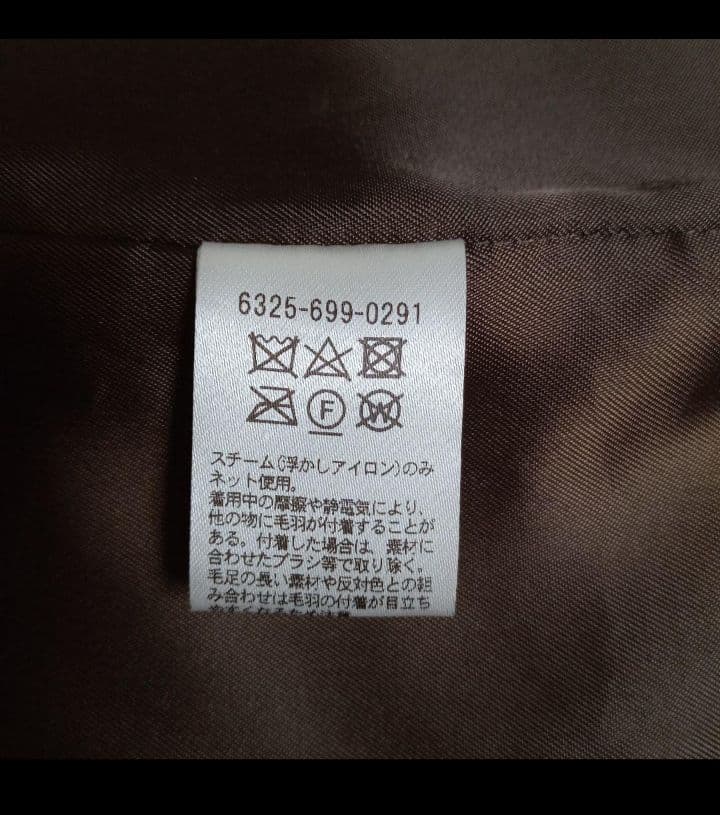 6325-699-0291
F
W
スチーム(浮かしアイロン)のみ
ネット使用。
着用中の摩擦や静電気により、
他の物に毛羽が付着することが
ある。付着した場合は、素材に
合わせたブラシ等で取り除く。
毛足の長い素材や反対色との組
み合わせは毛羽の付着が目立ち